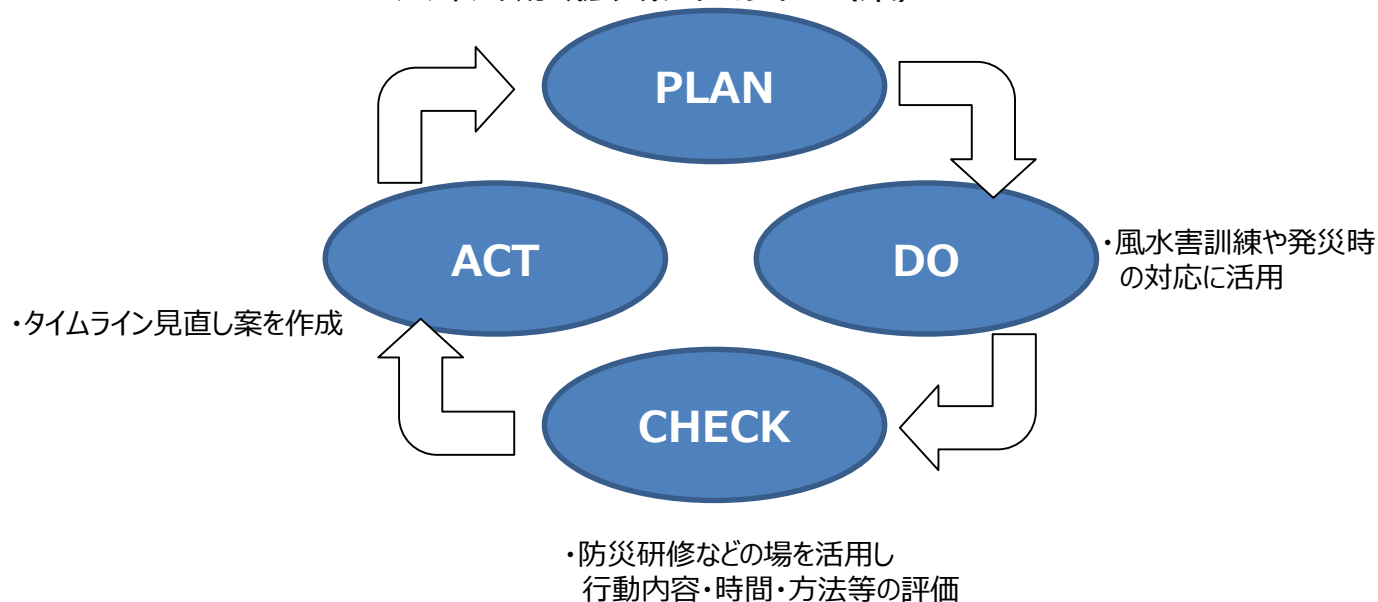 PLAN
ACT
DO
・風水害訓練や発災時
の対応に活用
・タイムライン見直し案を作成
CHECK
・防災研修などの場を活用し
行動内容・時間・方法等の評価